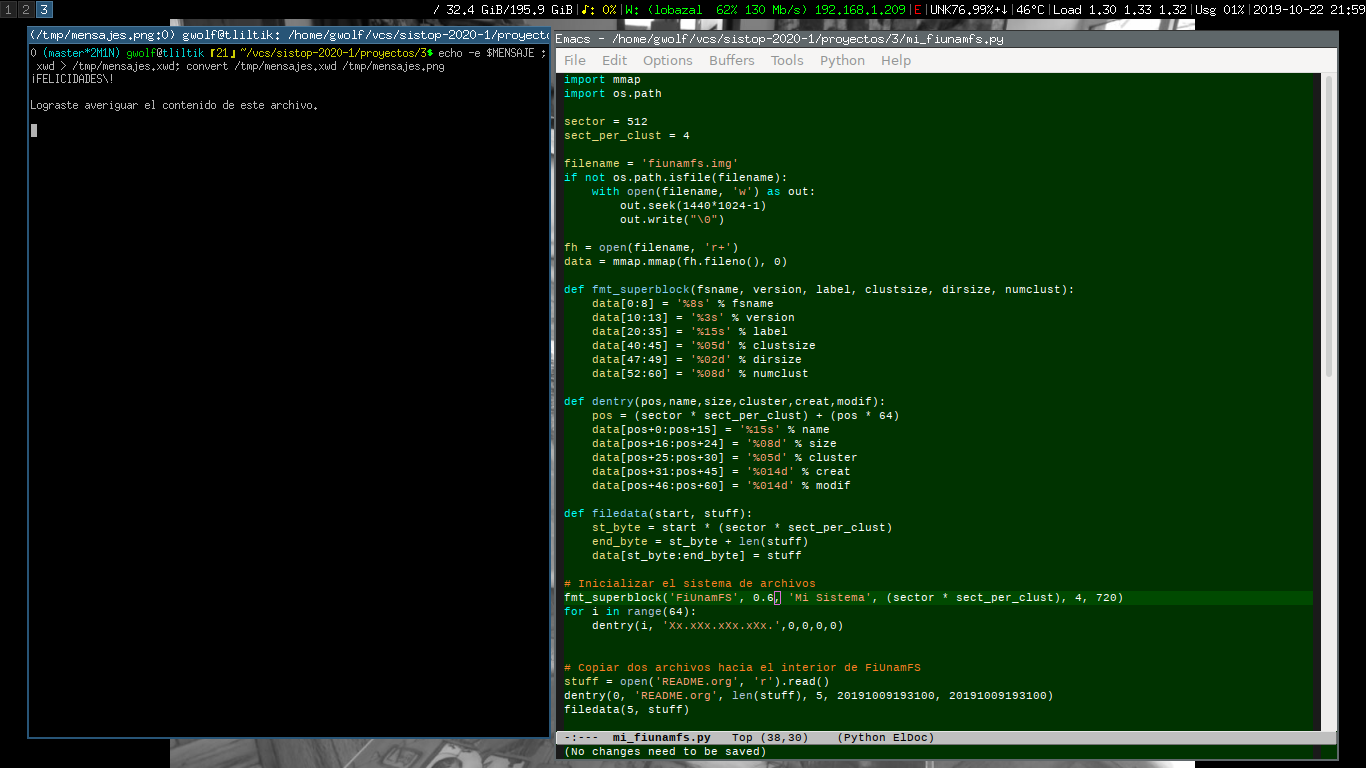 1 2 3 / 32.4 GiB/195.9 GiB|♪: 0%|W: (lobazal  62% 130 Mb/s) 192.168.1.209|E|UNK76.99%+↓|46°C|Load 1.30 1.33 1.32|Usg 01%|2019-10-22 21:59
(/tmp/mensajes.png:0) gwolf@tliltik: /home/gwolf/vcs/sistop-2020-1/proyecto
0 (master*2M1N) gwolf@tliltik『21』~/vcs/sistop-2020-1/proyectos/3$ echo -e $MENSAJE ;
xwd > /tmp/mensajes.xwd; convert /tmp/mensajes.xwd /tmp/mensajes.png
¡FELICIDADES\!
Lograste averiguar el contenido de este archivo.
Emacs - /home/gwolf/vcs/sistop-2020-1/proyectos/3/mi_fiunamfs.py
File Edit Options Buffers Tools Python Help
import mmap
import os.path
sector = 512
sect_per_clust = 4
filename = 'fiunamfs.img'
if not os.path.isfile(filename):
    with open(filename, 'w') as out:
        out.seek(1440*1024-1)
        out.write("\0")
fh = open(filename, 'r+')
data = mmap.mmap(fh.fileno(), 0)
def fmt_superblock(fsname, version, label, clustsize, dirsize, numclust):
    data[0:8] = '%8s' % fsname
    data[10:13] = '%3s' % version
    data[20:35] = '%15s' % label
    data[40:45] = '%05d' % clustsize
    data[47:49] = '%02d' % dirsize
    data[52:60] = '%08d' % numclust
def dentry(pos,name,size,cluster,creat,modif):
    pos = (sector * sect_per_clust) + (pos * 64)
    data[pos+0:pos+15] = '%15s' % name
    data[pos+16:pos+24] = '%08d' % size
    data[pos+25:pos+30] = '%05d' % cluster
    data[pos+31:pos+45] = '%014d' % creat
    data[pos+46:pos+60] = '%014d' % modif
def filedata(start, stuff):
    st_byte = start * (sector * sect_per_clust)
    end_byte = st_byte + len(stuff)
    data[st_byte:end_byte] = stuff
# Inicializar el sistema de archivos
fmt_superblock('FiUnamFS', 0.6, 'Mi Sistema', (sector * sect_per_clust), 4, 720)
for i in range(64):
    dentry(i, 'Xx.xXx.xXx.xXx.',0,0,0,0)
# Copiar dos archivos hacia el interior de FiUnamFS
stuff = open('README.org', 'r').read()
dentry(0, 'README.org', len(stuff), 5, 20191009193100, 20191009193100)
filedata(5, stuff)
-:---  mi_fiunamfs.py   Top (38,30)    (Python ElDoc)
(No changes need to be saved)